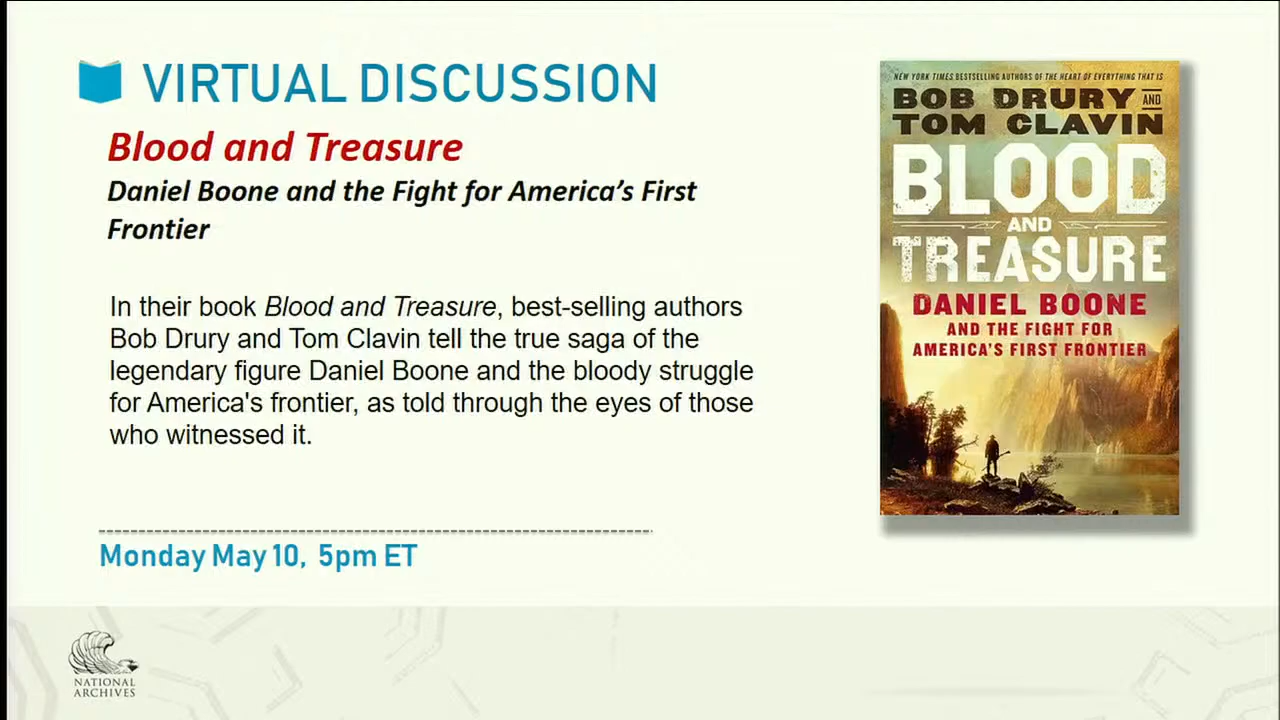 VIRTUAL DISCUSSION
Blood and Treasure
Daniel Boone and the Fight for America's First
Frontier
In their book Blood and Treasure, best-selling authors
Bob Drury and Tom Clavin tell the true saga of the
legendary figure Daniel Boone and the bloody struggle
for America's frontier, as told through the eyes of those
who witnessed it.
Monday May 10, 5pm ET
NATIONAL
ARCHIVES
NEW YORK TIMES BESTSELLING AUTHORS OF THE HEART OF EVERYTHING THAT IS
BOB DRURY AND
TOM CLAVIN
BLOOD
AND
TREASURE
DANIEL BOONE
AND THE FIGHT FOR
AMERICA'S FIRST FRONTIER